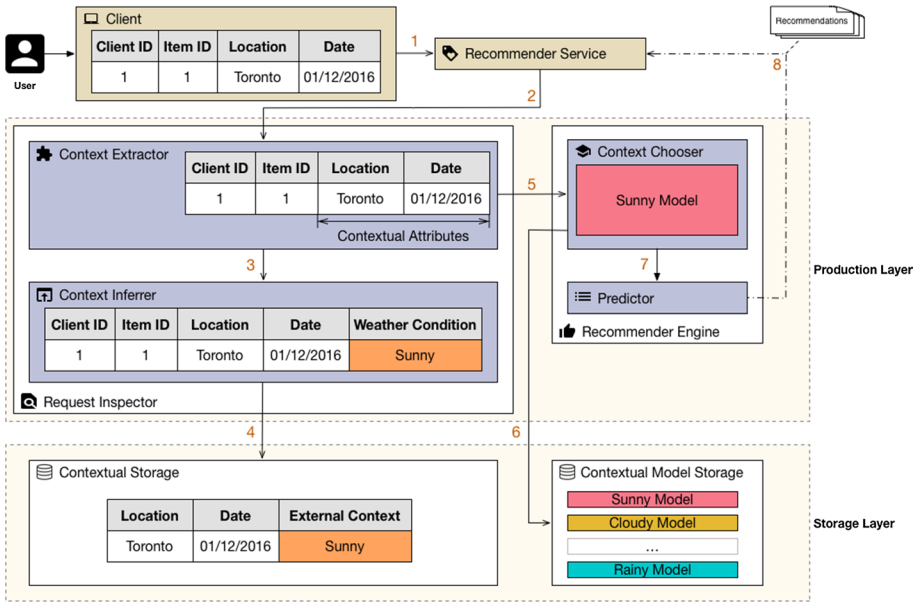 User
Client
Client ID Item ID Location Date
1 1 Toronto 01/12/2016
1
Recommender Service
Recommendations
8
2
Context Extractor
Client ID Item ID Location Date
1 1 Toronto 01/12/2016
Contextual Attributes
5
Context Chooser
Sunny Model
3
7
Production Layer
Context Inferrer
Client ID Item ID Location Date Weather Condition
1 1 Toronto 01/12/2016 Sunny
Predictor
Recommender Engine
Request Inspector
4
6
Contextual Storage
Location Date External Context
Toronto 01/12/2016 Sunny
Contextual Model Storage
Sunny Model
Cloudy Model
...
Rainy Model
Storage Layer